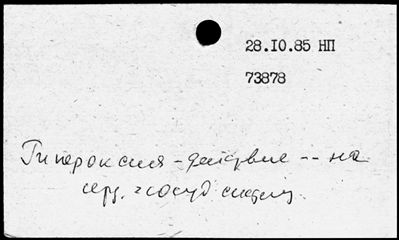 28.10.85 НП
73878
Гипероксия - действие -- на
серд. сосуд систему